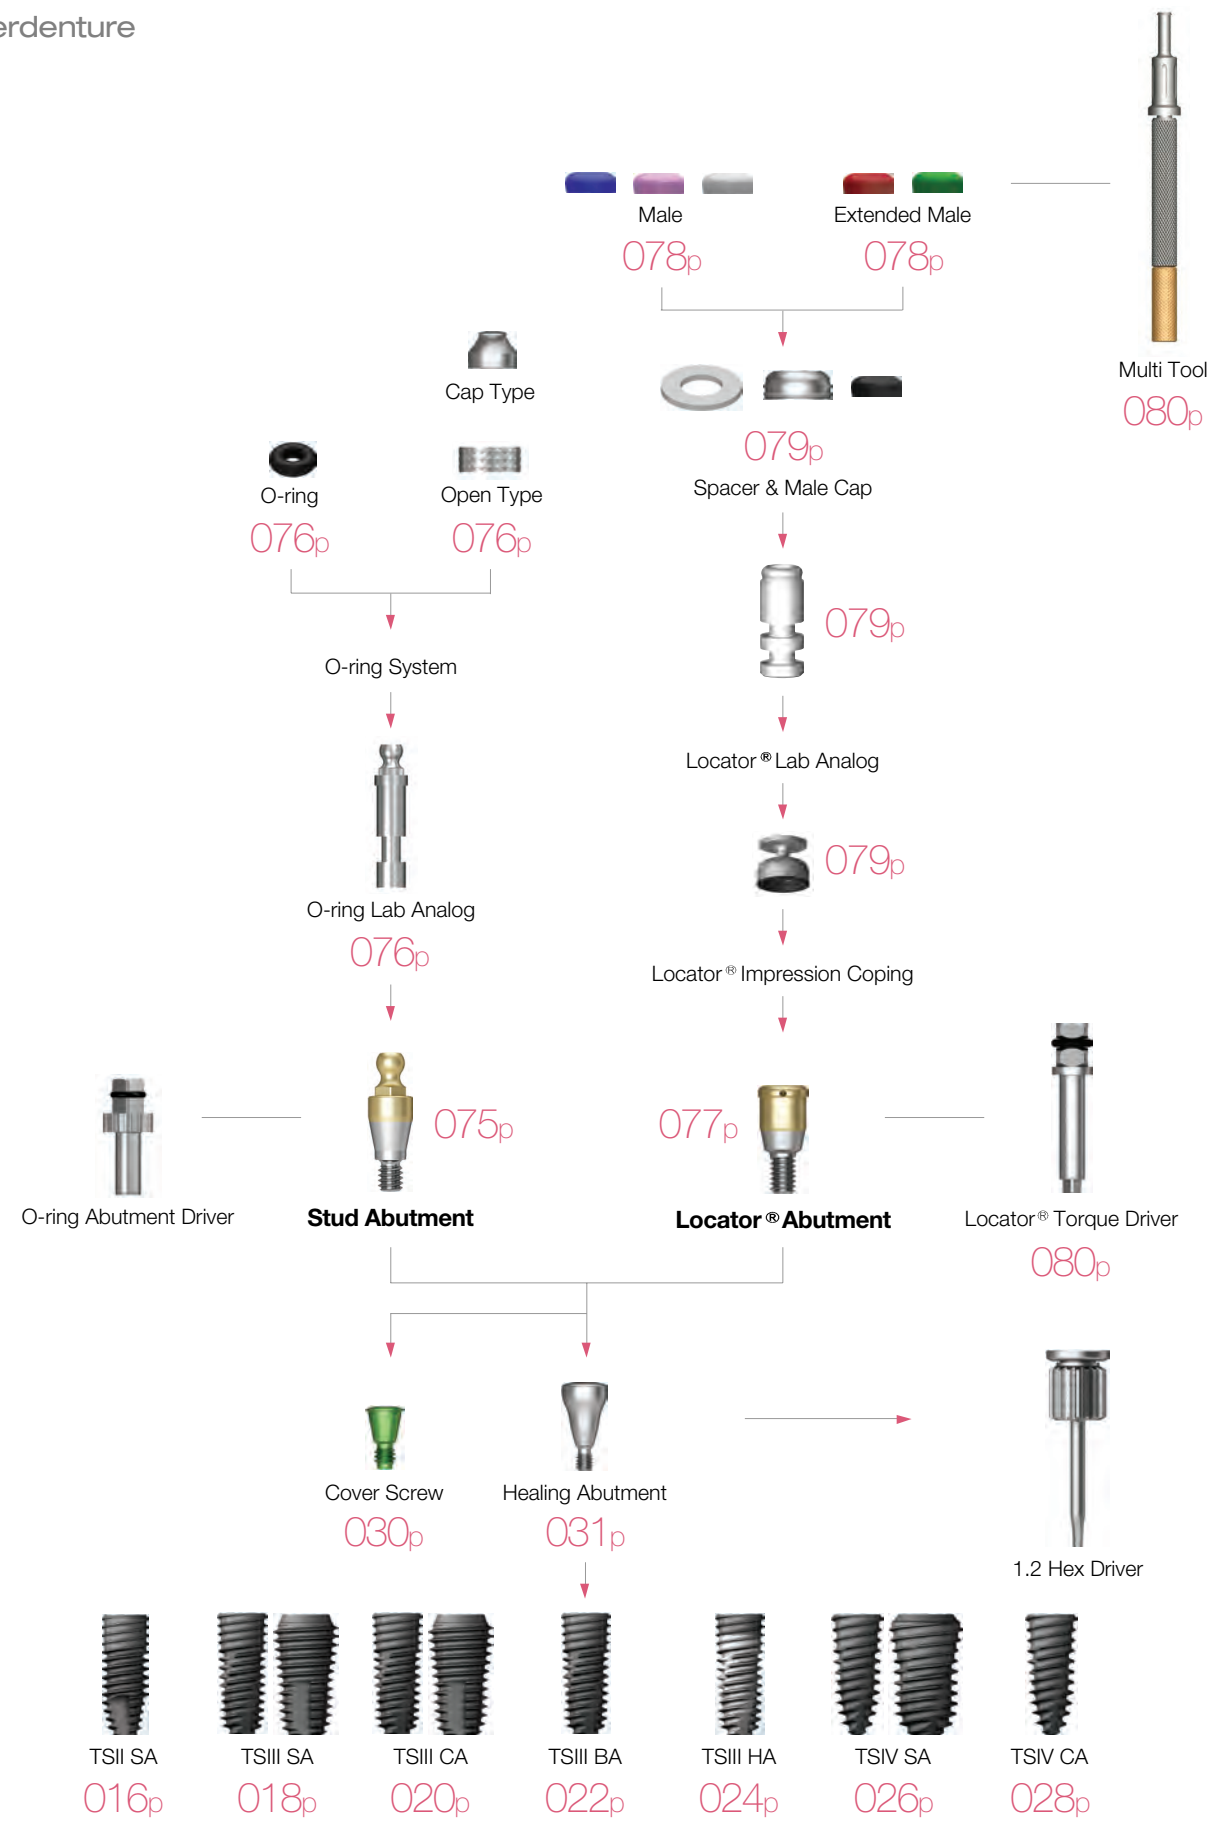 erdenture
Male
078p
Extended Male
078p
Multi Tool
080p
Cap Type
O-ring
076p
Open Type
076p
079p
Spacer & Male Cap
079p
O-ring System
Locator® Lab Analog
079p
O-ring Lab Analog
076p
Locator® Impression Coping
075p
077p
O-ring Abutment Driver
Stud Abutment
Locator® Abutment
Locator® Torque Driver
080p
Cover Screw
030p
Healing Abutment
031p
1.2 Hex Driver
TSII SA
016p
TSIII SA
018p
TSIII CA
020p
TSIII BA
022p
TSIII HA
024p
TSIV SA
026p
TSIV CA
028p